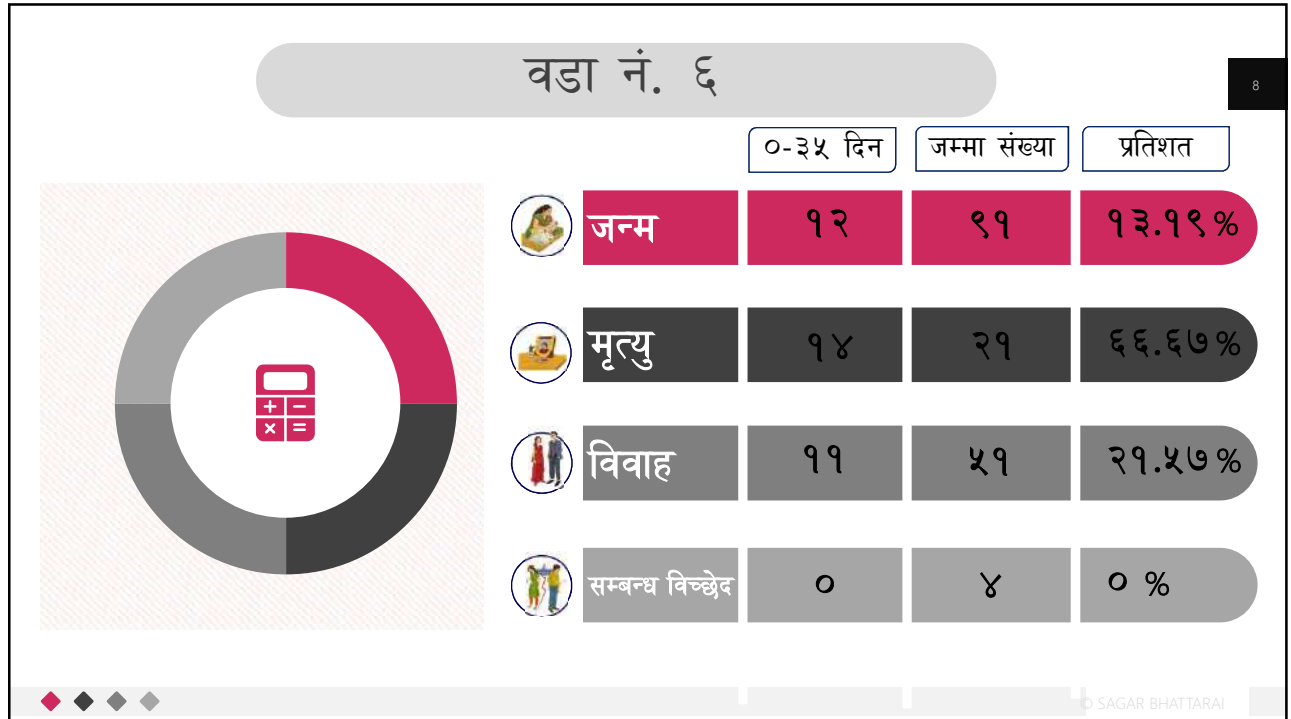 वडा नं. ६
8
०-३५ दिन जम्मा संख्या प्रतिशत
जन्म १२ ९१ १३.१९%
मृत्यु १४ २१ ६६.६७%
विवाह ११ ५१ २१.५७%
सम्बन्ध विच्छेद ० ४ ० %
© SAGAR BHATTARAI